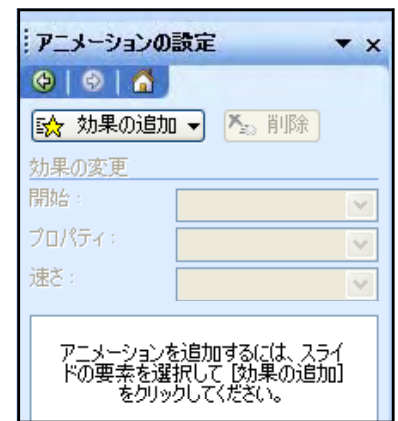 アニメーションの設定
効果の追加 削除
効果の変更
開始:
プロパティ:
速さ:
アニメーションを追加するには、スライ
ドの要素を選択して [効果の追加]
をクリックしてください。